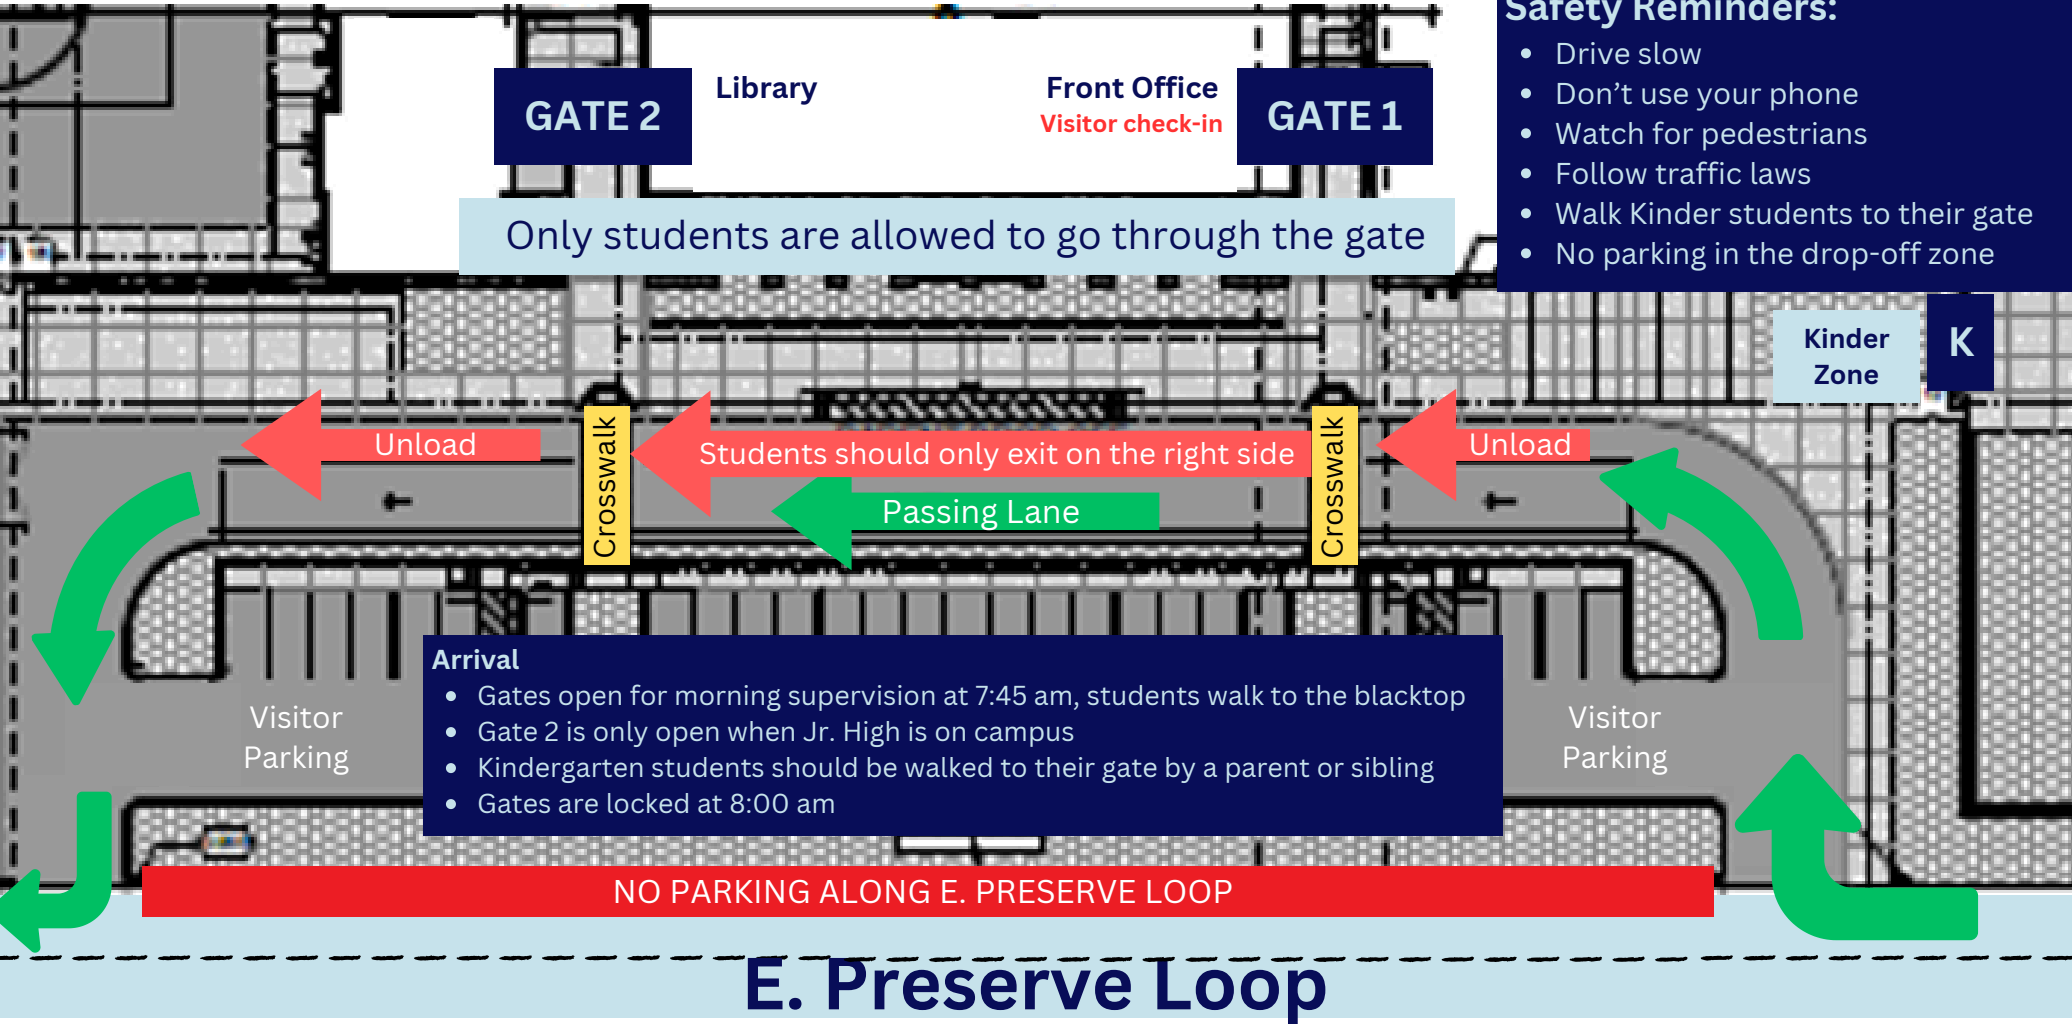 Safety Reminders:
• Drive slow
• Don’t use your phone
• Watch for pedestrians
• Follow traffic laws
• Walk Kinder students to their gate
• No parking in the drop-off zone
GATE 2
Library
Front Office
Visitor check-in
GATE 1
Only students are allowed to go through the gate
Kinder
Zone
K
Unload
Crosswalk
Students should only exit on the right side
Passing Lane
Crosswalk
Unload
Arrival
• Gates open for morning supervision at 7:45 am, students walk to the blacktop
• Gate 2 is only open when Jr. High is on campus
• Kindergarten students should be walked to their gate by a parent or sibling
• Gates are locked at 8:00 am
Visitor
Parking
Visitor
Parking
NO PARKING ALONG E. PRESERVE LOOP
E. Preserve Loop